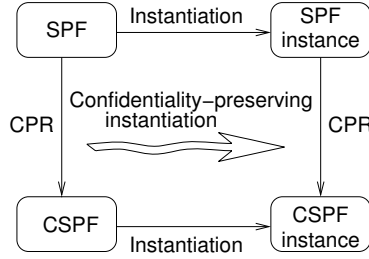 Instantiation
SPF
SPF
instance
Confidentiality−preserving
instantiation
CPR
CPR
CSPF
CSPF
instance
Instantiation